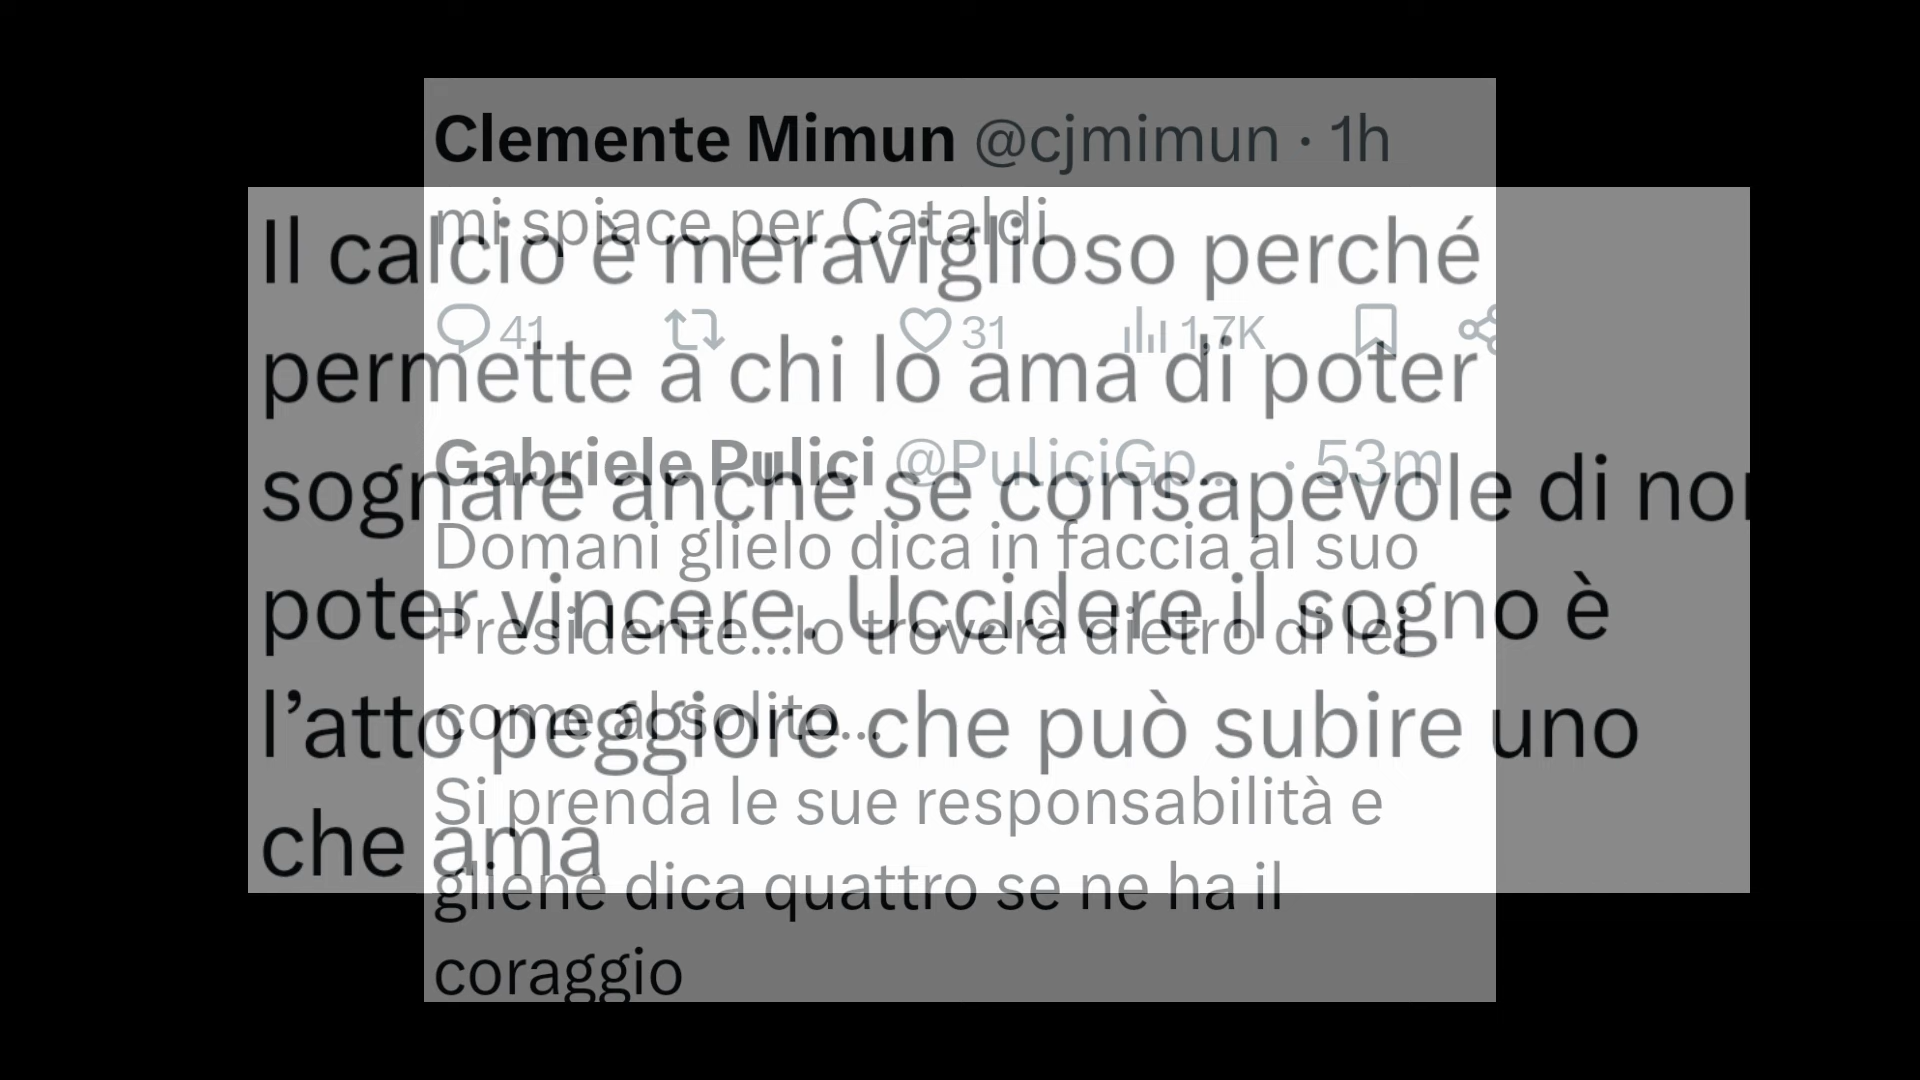 Clemente Mimun @cjmimun · 1h
mi spiace per Cataldi
41 31 1,7K
Gabriele Pulici @PuliciGp... · 53m
Domani glielo dica in faccia al suo
Presidente...lo troverà dietro di lei
come al solito...
Si prenda le sue responsabilità e
gliene dica quattro se ne ha il
coraggio
Il calcio è meraviglioso perché
permette a chi lo ama di poter
sognare anche se consapevole di non
poter vincere. Uccidere il sogno è
l’atto peggiore che può subire uno
che ama